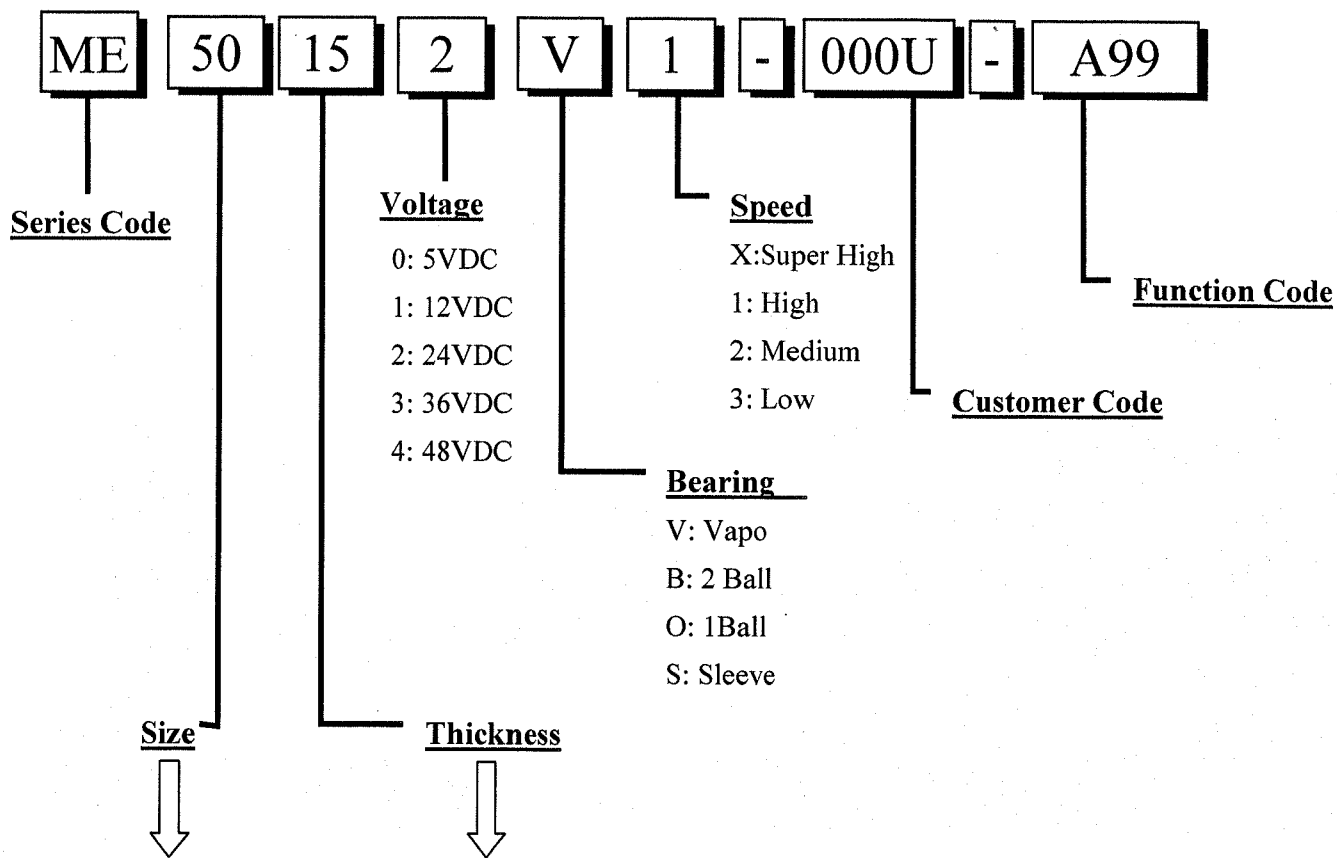 ME 50 15 2 V 1 - 000U - A99
Series Code
Voltage
0: 5VDC
1: 12VDC
2: 24VDC
3: 36VDC
4: 48VDC
Speed
X:Super High
1: High
2: Medium
3: Low
Function Code
Customer Code
Bearing
V: Vapo
B: 2 Ball
O: 1Ball
S: Sleeve
Size
Thickness